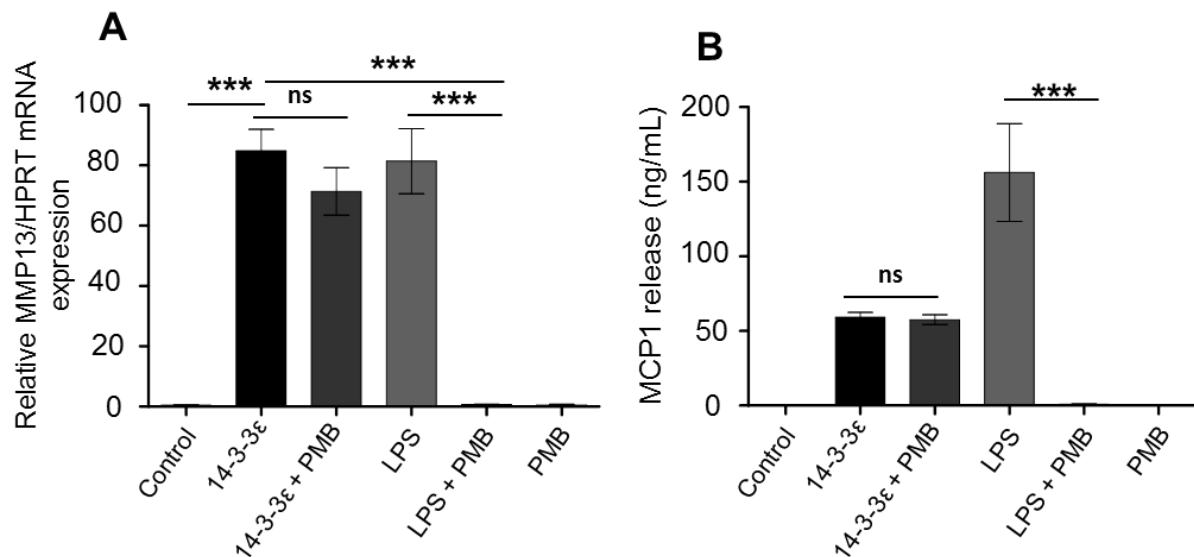 A
Relative MMP13/HPRT mRNA
expression
***
***
ns
***
100
80
60
40
20
0
Control
14-3-3ε
14-3-3ε + PMB
LPS
LPS + PMB
PMB
B
MCP1 release (ng/mL)
***
ns
200
150
100
50
0
Control
14-3-3ε
14-3-3ε + PMB
LPS
LPS + PMB
PMB